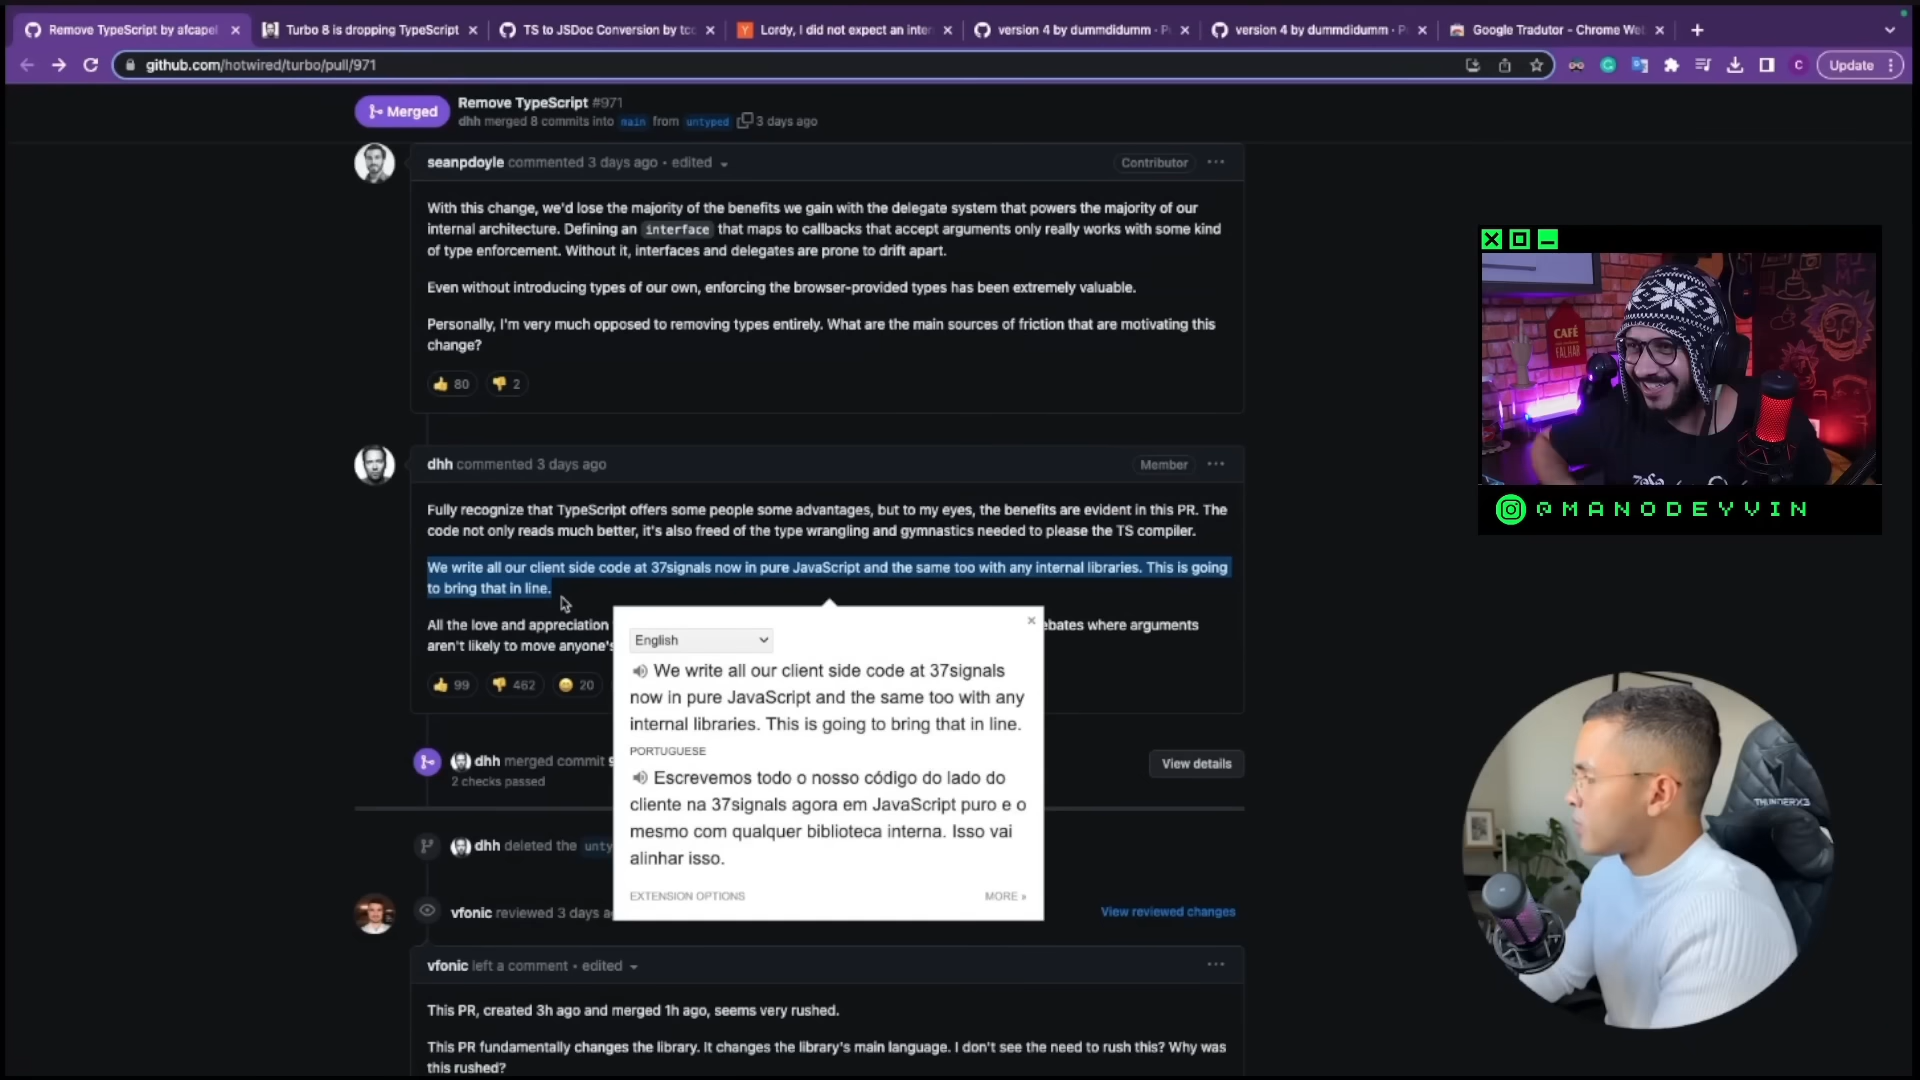 Remove TypeScript by afcapel
Turbo 8 is dropping TypeScript
TS to JSDoc Conversion by tcc
Lordy, I did not expect an inter
version 4 by dummdidumm · P
version 4 by dummdidumm · P
Google Tradutor - Chrome Web
github.com/hotwired/turbo/pull/971
C
Update
Merged
Remove TypeScript #971
dhh merged 8 commits into main from untyped 3 days ago
seanpdoyle commented 3 days ago • edited
Contributor
With this change, we'd lose the majority of the benefits we gain with the delegate system that powers the majority of our
internal architecture. Defining an interface that maps to callbacks that accept arguments only really works with some kind
of type enforcement. Without it, interfaces and delegates are prone to drift apart.
Even without introducing types of our own, enforcing the browser-provided types has been extremely valuable.
Personally, I'm very much opposed to removing types entirely. What are the main sources of friction that are motivating this
change?
80
2
dhh commented 3 days ago
Member
Fully recognize that TypeScript offers some people some advantages, but to my eyes, the benefits are evident in this PR. The
code not only reads much better, it's also freed of the type wrangling and gymnastics needed to please the TS compiler.
We write all our client side code at 37signals now in pure JavaScript and the same too with any internal libraries. This is going
to bring that in line.
All the love and appreciation ebates where arguments
aren't likely to move anyone's
99
462
20
English
We write all our client side code at 37signals
now in pure JavaScript and the same too with any
internal libraries. This is going to bring that in line.
PORTUGUESE
Escrevemos todo o nosso código do lado do
cliente na 37signals agora em JavaScript puro e o
mesmo com qualquer biblioteca interna. Isso vai
alinhar isso.
EXTENSION OPTIONS
MORE »
dhh merged commit 9
2 checks passed
View details
dhh deleted the unty
vfonic reviewed 3 days a
View reviewed changes
vfonic left a comment • edited
This PR, created 3h ago and merged 1h ago, seems very rushed.
This PR fundamentally changes the library. It changes the library's main language. I don't see the need to rush this? Why was
this rushed?
CAFÉ
FALHAR
@MANODEYVIN
THUNDERX3